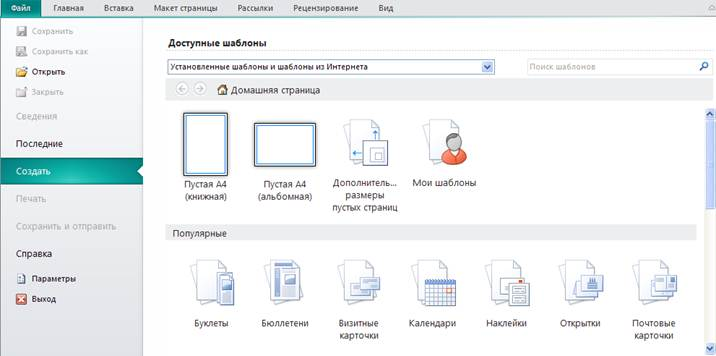 Файл Главная Вставка Макет страницы Рассылки Рецензирование Вид
Сохранить
Сохранить как
Открыть
Закрыть
Сведения
Последние
Создать
Печать
Сохранить и отправить
Справка
Параметры
Выход
Доступные шаблоны
Установленные шаблоны и шаблоны из Интернета
Поиск шаблонов
Домашняя страница
Пустая А4
(книжная)
Пустая А4
(альбомная)
Дополнитель...
размеры
пустых страниц
Мои шаблоны
Популярные
Буклеты
Бюллетени
Визитные
карточки
Календари
Наклейки
Открытки
Почтовые
карточки